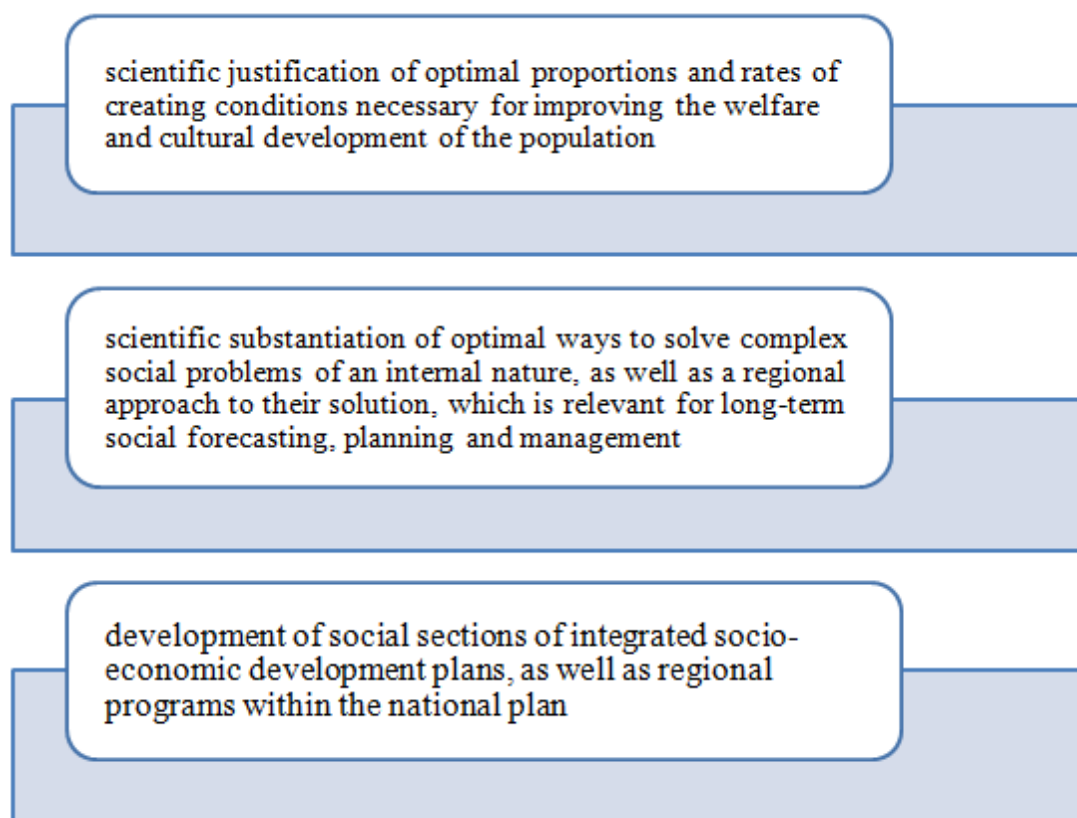 scientific justification of optimal proportions and rates of
creating conditions necessary for improving the welfare
and cultural development of the population
scientific substantiation of optimal ways to solve complex
social problems of an internal nature, as well as a regional
approach to their solution, which is relevant for long-term
social forecasting, planning and management
development of social sections of integrated socio-
economic development plans, as well as regional
programs within the national plan